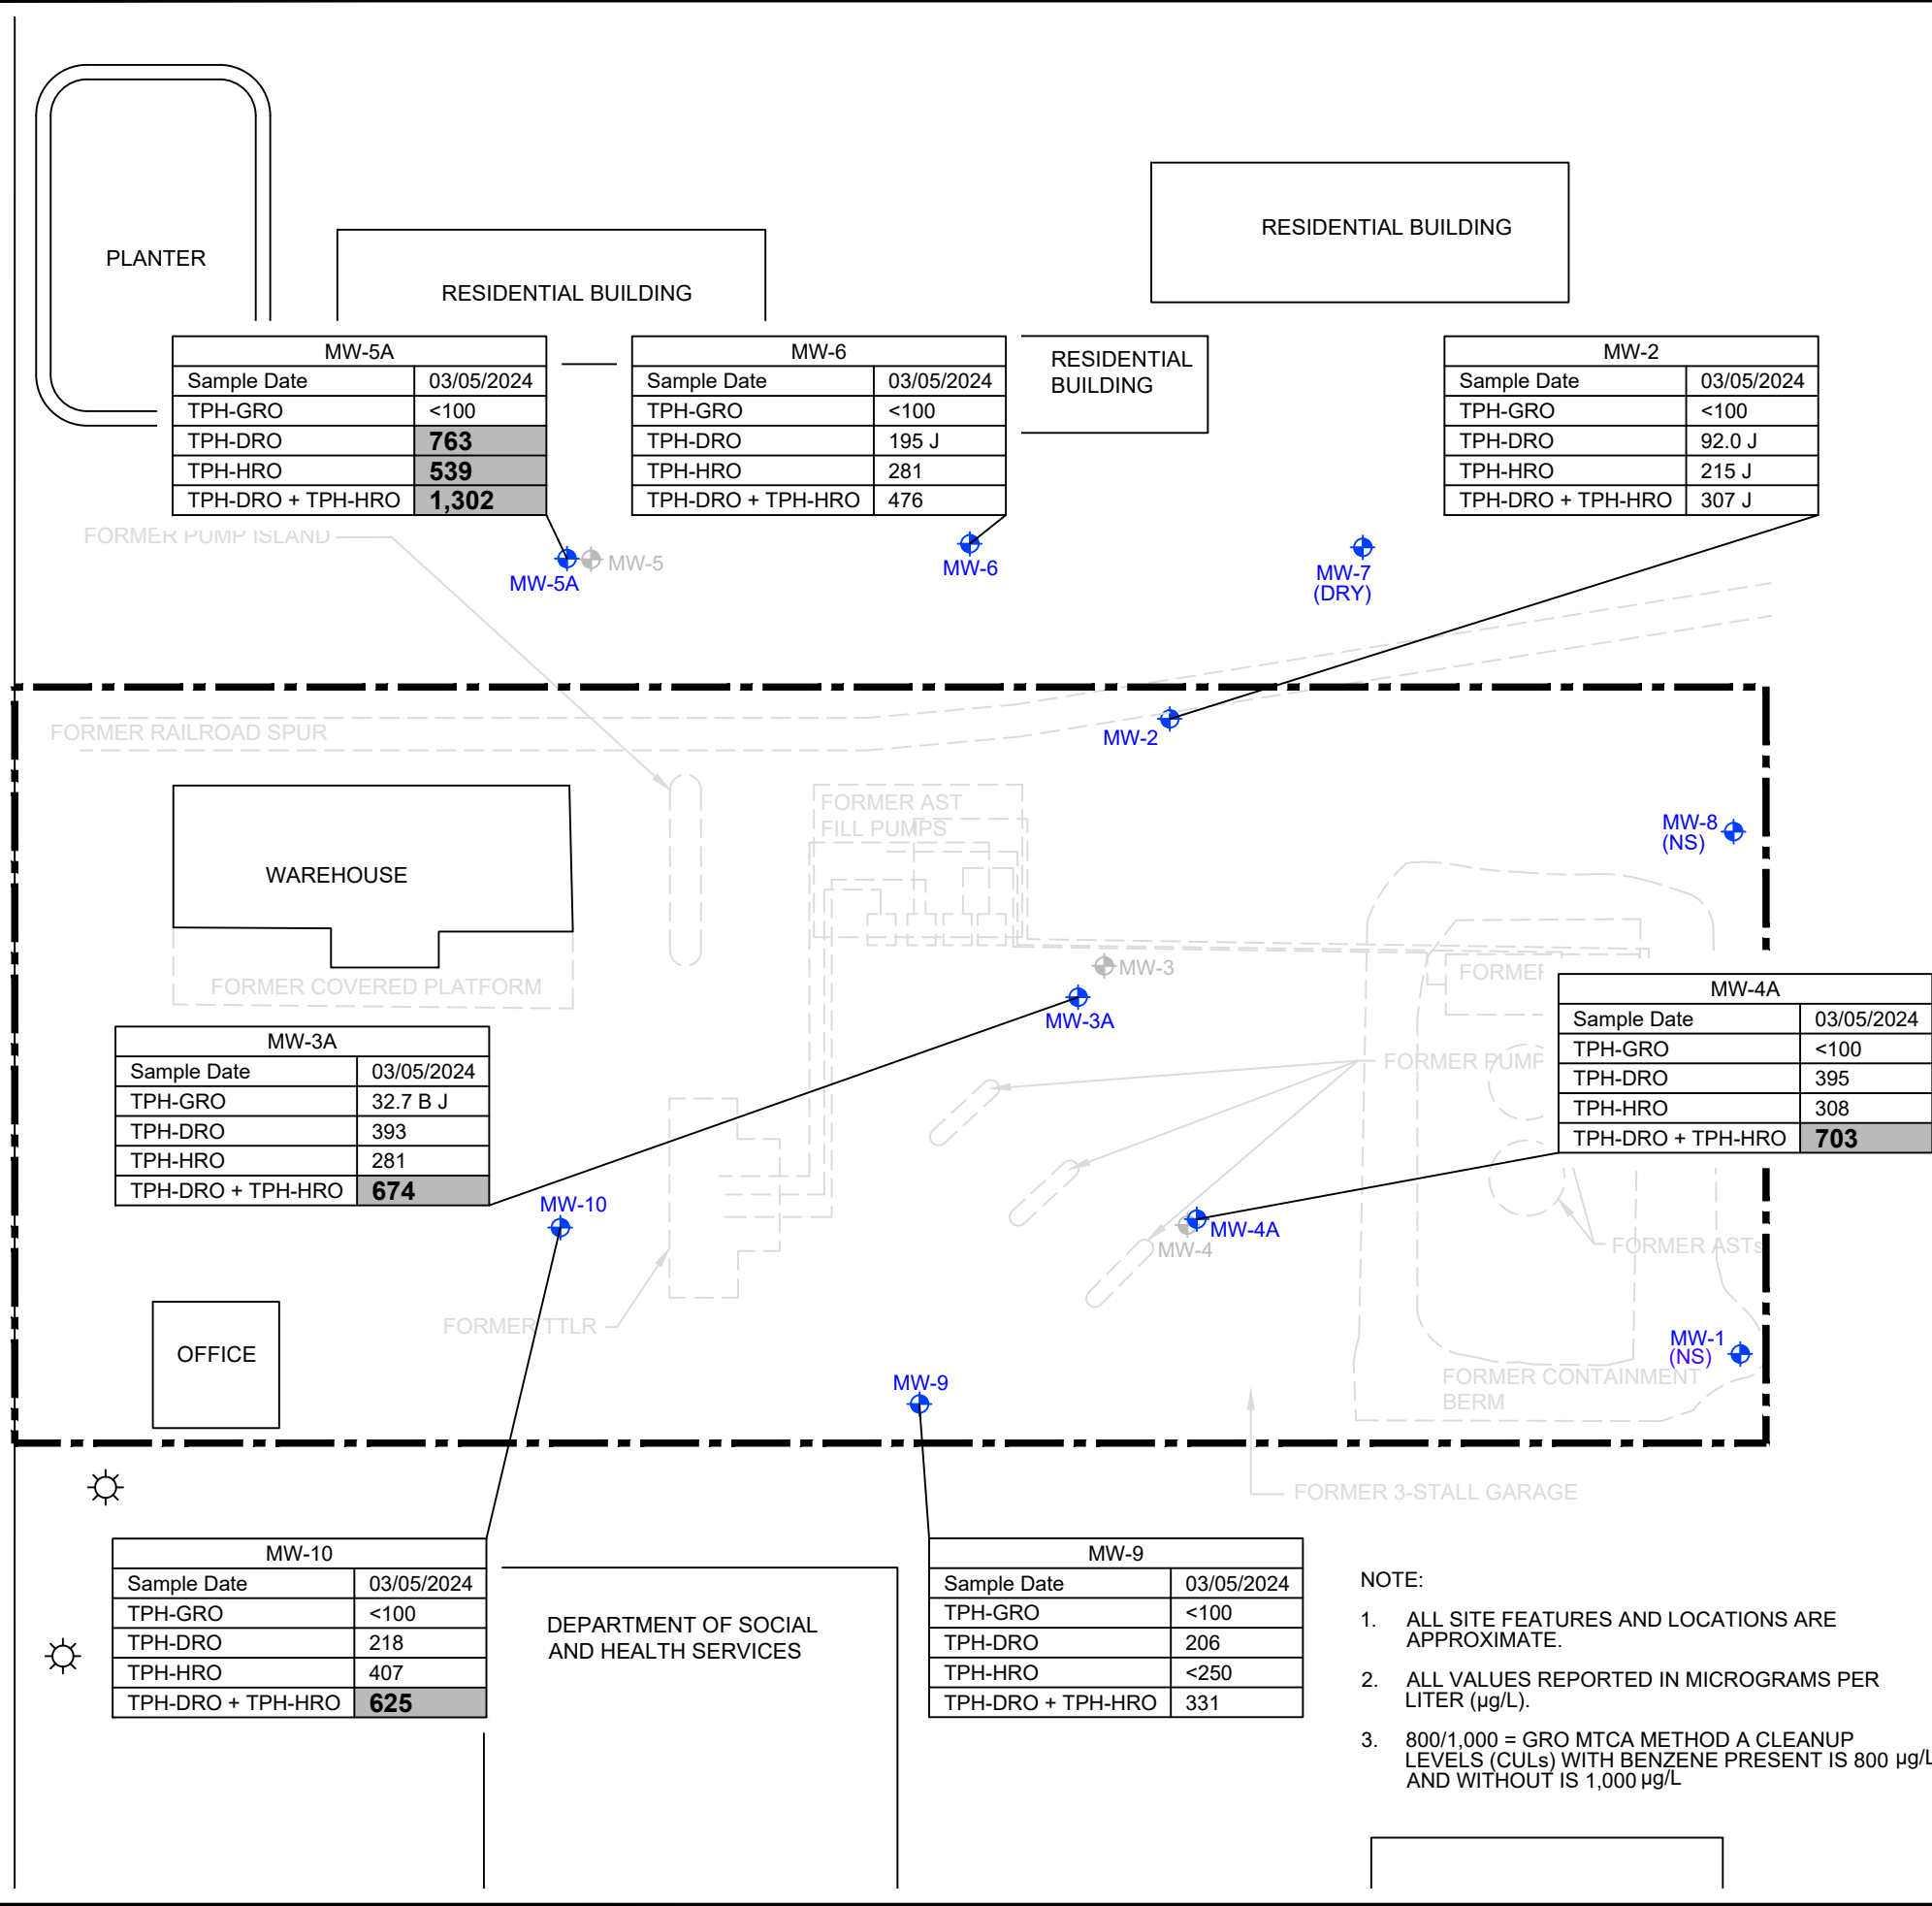 PLANTER
RESIDENTIAL BUILDING
RESIDENTIAL BUILDING
RESIDENTIAL
BUILDING
MW-5A
Sample Date 03/05/2024
TPH-GRO <100
TPH-DRO 763
TPH-HRO 539
TPH-DRO + TPH-HRO 1,302
MW-6
Sample Date 03/05/2024
TPH-GRO <100
TPH-DRO 195 J
TPH-HRO 281
TPH-DRO + TPH-HRO 476
MW-2
Sample Date 03/05/2024
TPH-GRO <100
TPH-DRO 92.0 J
TPH-HRO 215 J
TPH-DRO + TPH-HRO 307 J
FORMER PUMP ISLAND
MW-5A
MW-5
MW-6
MW-7
(DRY)
FORMER RAILROAD SPUR
MW-2
FORMER AST
FILL PUMPS
MW-8
(NS)
WAREHOUSE
FORMER COVERED PLATFORM
MW-3
MW-3A
FORMER
MW-4A
Sample Date 03/05/2024
TPH-GRO <100
TPH-DRO 395
TPH-HRO 308
TPH-DRO + TPH-HRO 703
MW-3A
Sample Date 03/05/2024
TPH-GRO 32.7 B J
TPH-DRO 393
TPH-HRO 281
TPH-DRO + TPH-HRO 674
FORMER PUMP
MW-10
MW-4A
MW-4
FORMER ASTs
FORMER TTLR
OFFICE
MW-1
(NS)
FORMER CONTAINMENT
BERM
MW-9
FORMER 3-STALL GARAGE
MW-10
Sample Date 03/05/2024
TPH-GRO <100
TPH-DRO 218
TPH-HRO 407
TPH-DRO + TPH-HRO 625
DEPARTMENT OF SOCIAL
AND HEALTH SERVICES
MW-9
Sample Date 03/05/2024
TPH-GRO <100
TPH-DRO 206
TPH-HRO <250
TPH-DRO + TPH-HRO 331
NOTE:
1. ALL SITE FEATURES AND LOCATIONS ARE
APPROXIMATE.
2. ALL VALUES REPORTED IN MICROGRAMS PER
LITER (µg/L).
3. 800/1,000 = GRO MTCA METHOD A CLEANUP
LEVELS (CULs) WITH BENZENE PRESENT IS 800 µg/L
AND WITHOUT IS 1,000 µg/L